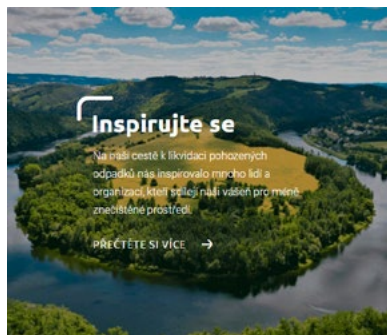 Inspirujte se
Na naší cestě k likvidaci pohozených
odpadků nás inspirovalo mnoho lidí a
organizací, kteří sdílejí naši vášeň pro méně
znečištěné prostředí.
PŘEČTĚTE SI VÍCE →